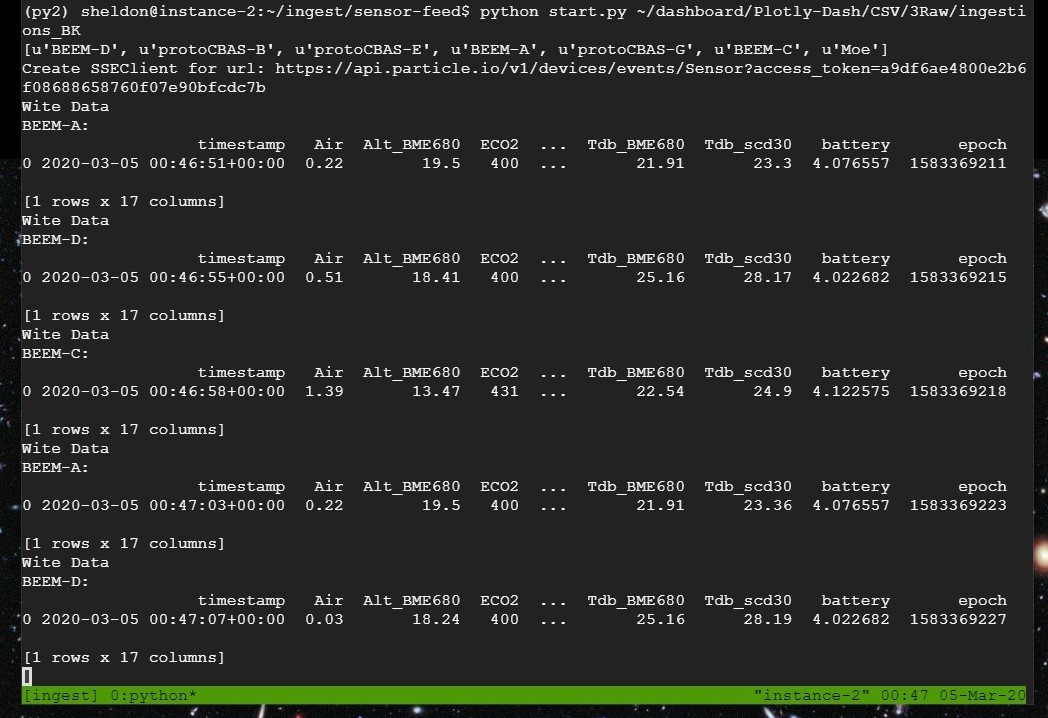 (py2) sheldon@instance-2:~/ingest/sensor-feed$ python start.py ~/dashboard/Plotly-Dash/CSV/3Raw/ingesti
ons_BK
[u'BEEM-D', u'protoCBAS-B', u'protoCBAS-E', u'BEEM-A', u'protoCBAS-G', u'BEEM-C', u'Moe']
Create SSEClient for url: https://api.particle.io/v1/devices/events/Sensor?access_token=a9df6ae4800e2b6
f08688658760f07e90bfcdc7b
Wite Data
BEEM-A:
timestamp Air Alt_BME680 ECO2 ... Tdb_BME680 Tdb_scd30 battery epoch
0 2020-03-05 00:46:51+00:00 0.22 19.5 400 ... 21.91 23.3 4.076557 1583369211
[1 rows x 17 columns]
Wite Data
BEEM-D:
timestamp Air Alt_BME680 ECO2 ... Tdb_BME680 Tdb_scd30 battery epoch
0 2020-03-05 00:46:55+00:00 0.51 18.41 400 ... 25.16 28.17 4.022682 1583369215
[1 rows x 17 columns]
Wite Data
BEEM-C:
timestamp Air Alt_BME680 ECO2 ... Tdb_BME680 Tdb_scd30 battery epoch
0 2020-03-05 00:46:58+00:00 1.39 13.47 431 ... 22.54 24.9 4.122575 1583369218
[1 rows x 17 columns]
Wite Data
BEEM-A:
timestamp Air Alt_BME680 ECO2 ... Tdb_BME680 Tdb_scd30 battery epoch
0 2020-03-05 00:47:03+00:00 0.22 19.5 400 ... 21.91 23.36 4.076557 1583369223
[1 rows x 17 columns]
Wite Data
BEEM-D:
timestamp Air Alt_BME680 ECO2 ... Tdb_BME680 Tdb_scd30 battery epoch
0 2020-03-05 00:47:07+00:00 0.03 18.24 400 ... 25.16 28.19 4.022682 1583369227
[1 rows x 17 columns]
[ingest] 0:python* "instance-2" 00:47 05-Mar-20